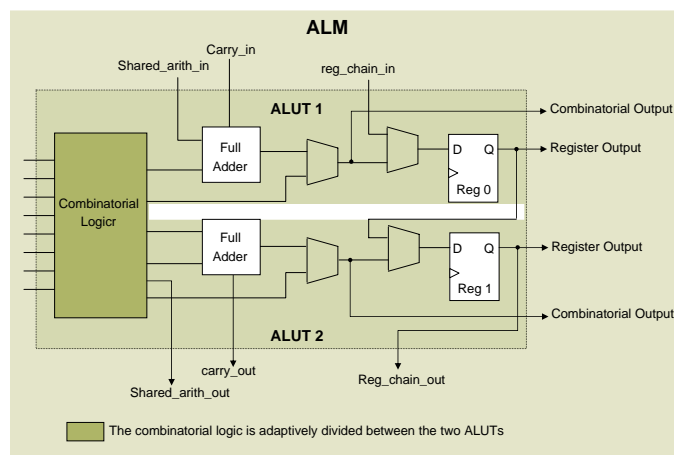 ALM
Carry_in
Shared_arith_in
reg_chain_in
ALUT 1
Combinatorial Output
Full
Adder
D Q
Register Output
Reg 0
Combinatorial
Logicr
Full
Adder
D Q
Register Output
Reg 1
Combinatorial Output
ALUT 2
carry_out
Reg_chain_out
Shared_arith_out
The combinatorial logic is adaptively divided between the two ALUTs